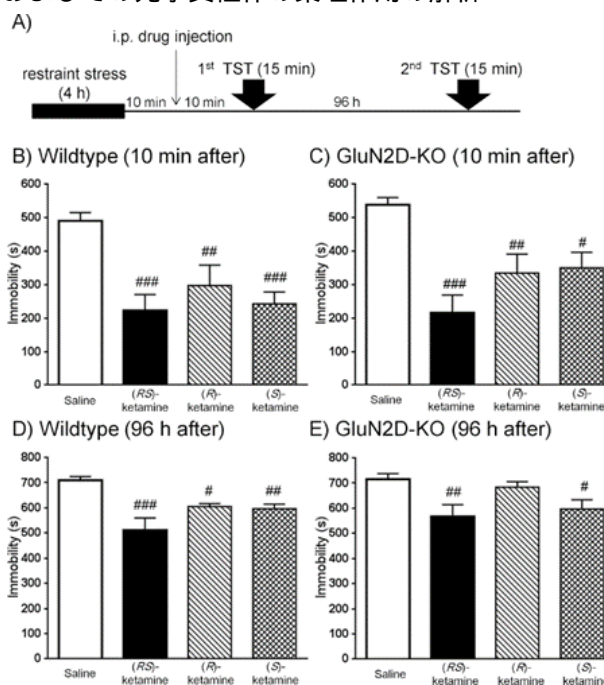 A)
i.p. drug injection
restraint stress
(4 h)
10 min
10 min
1st TST (15 min)
96 h
2nd TST (15 min)
B) Wildtype (10 min after)
Immobility (s)
600
500
400
300
200
100
0
###
##
###
Saline
(RS)-
ketamine
(R)-
ketamine
(S)-
ketamine
C) GluN2D-KO (10 min after)
Immobility (s)
600
500
400
300
200
100
0
###
##
#
Saline
(RS)-
ketamine
(R)-
ketamine
(S)-
ketamine
D) Wildtype (96 h after)
Immobility (s)
800
700
600
500
400
300
200
100
0
###
#
##
Saline
(RS)-
ketamine
(R)-
ketamine
(S)-
ketamine
E) GluN2D-KO (96 h after)
Immobility (s)
800
700
600
500
400
300
200
100
0
##
#
Saline
(RS)-
ketamine
(R)-
ketamine
(S)-
ketamine